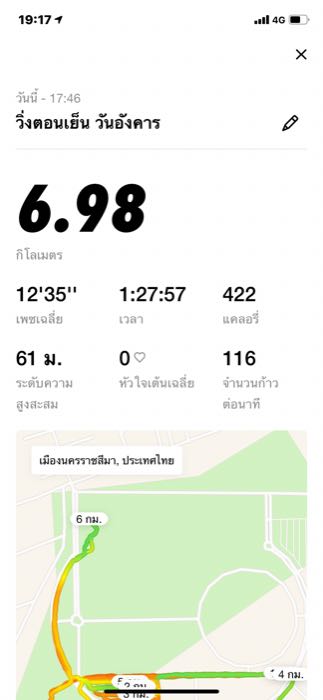 19:17
4G
วันนี้ - 17:46
วิ่งตอนเย็น วันอังคาร
6.98
กิโลเมตร
12'35" 1:27:57 422
เพซเฉลี่ย เวลา แคลอรี่
61 ม. 0 116
ระดับความ หัวใจเต้นเฉลี่ย จำนวนก้าว
สูงสะสม ต่อนาที
เมืองนครราชสีมา, ประเทศไทย
6 กม.
4 กม.
2 กม.
3 กม.